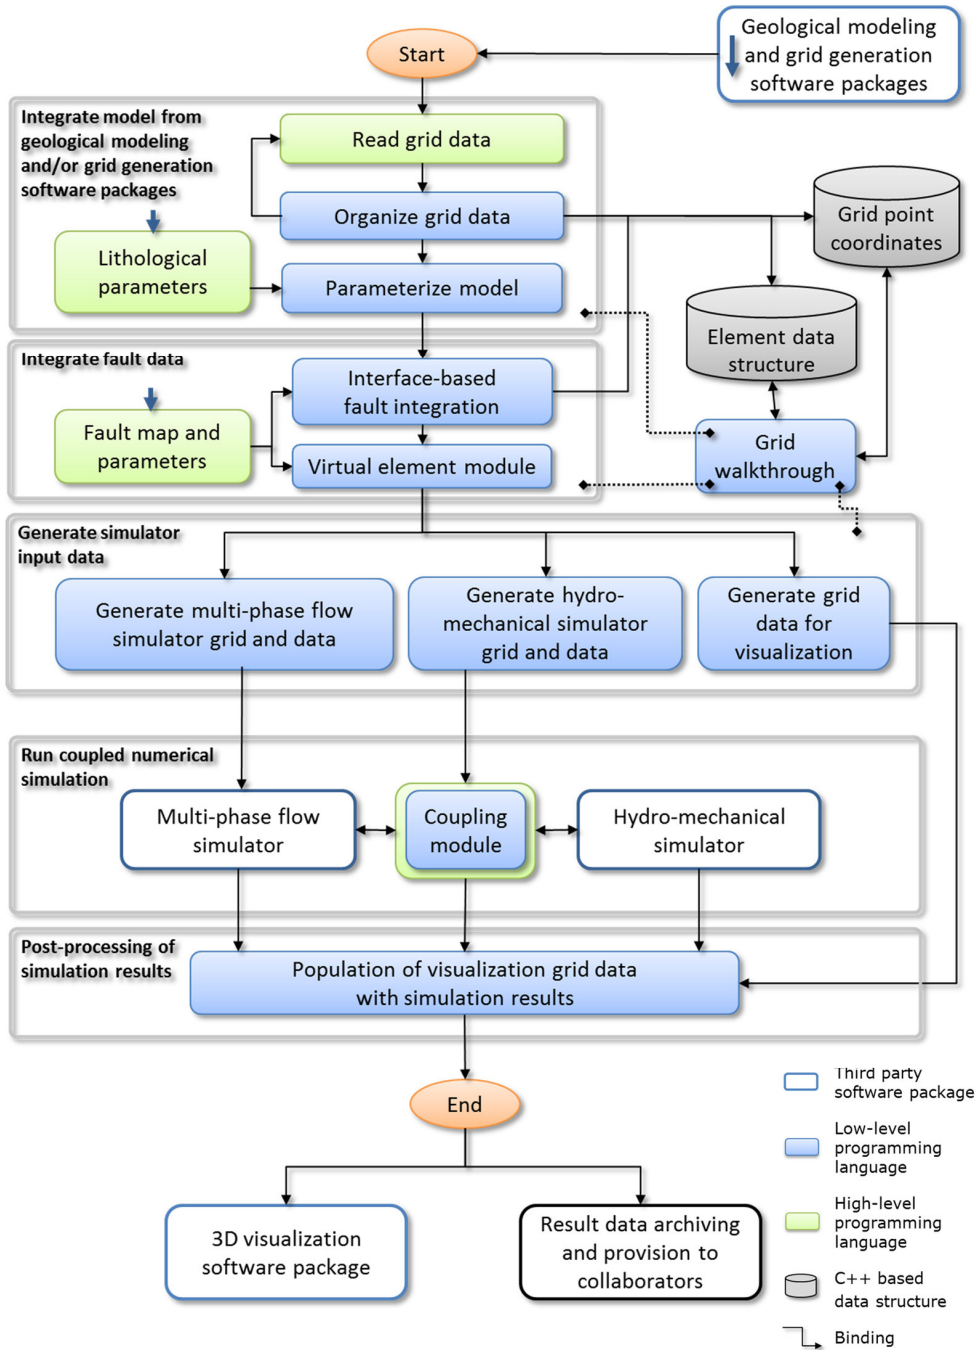 Start
Geological modeling
and grid generation
software packages
Integrate model from
geological modeling
and/or grid generation
software packages
Read grid data
Organize grid data
Grid point
coordinates
Lithological
parameters
Parameterize model
Element data
structure
Integrate fault data
Interface-based
fault integration
Fault map and
parameters
Virtual element module
Grid
walkthrough
Generate simulator
input data
Generate multi-phase flow
simulator grid and data
Generate hydro-
mechanical simulator
grid and data
Generate grid
data for
visualization
Run coupled numerical
simulation
Multi-phase flow
simulator
Coupling
module
Hydro-mechanical
simulator
Post-processing of
simulation results
Population of visualization grid data
with simulation results
End
3D visualization
software package
Result data archiving
and provision to
collaborators
Third party
software package
Low-level
programming
language
High-level
programming
language
C++ based
data structure
Binding